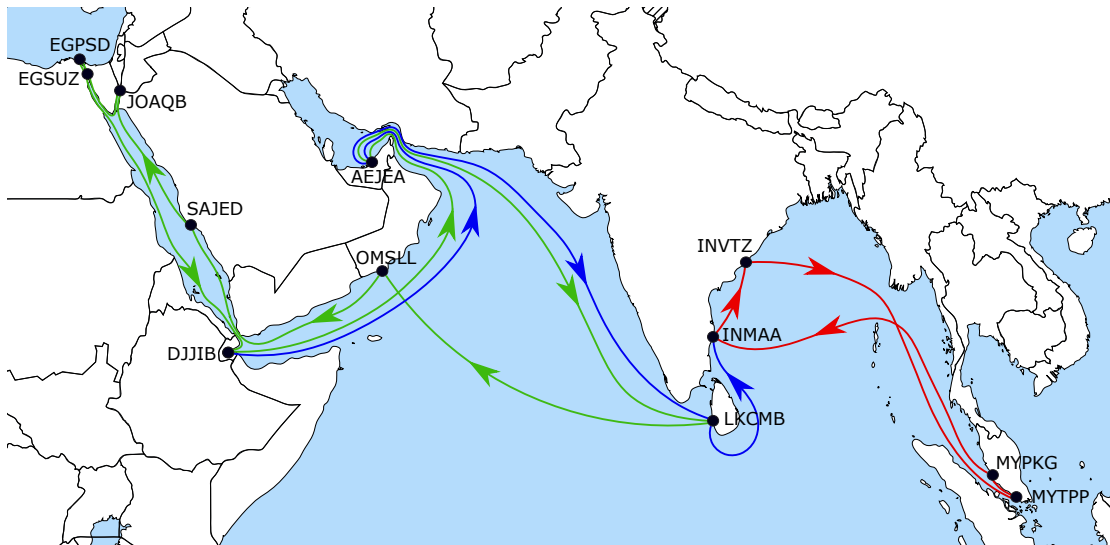 EGPSD
EGSUZ
JOAQB
AEJEA
SAJED
OMSLL
INVTZ
INMAA
DJJIB
LKCMB
MYPKG
MYTPP